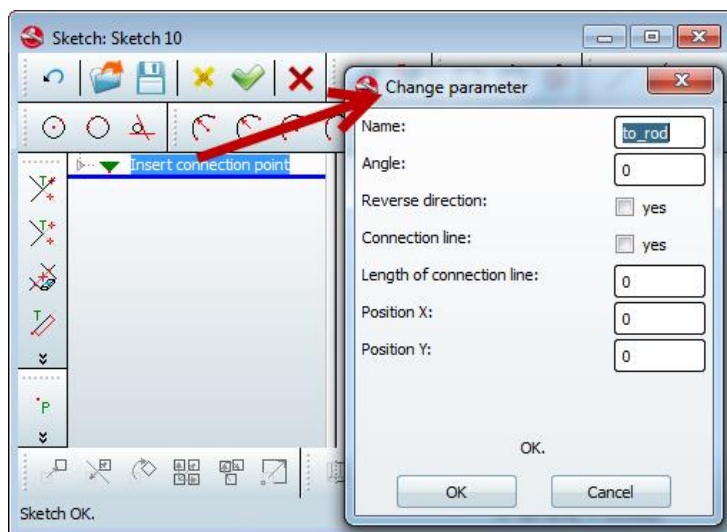 Sketch: Sketch 10
Change parameter
Name:
to_rod
Angle:
0
Insert connection point
Reverse direction:
yes
Connection line:
yes
Length of connection line:
0
Position X:
0
Position Y:
0
OK.
OK
Cancel
Sketch OK.